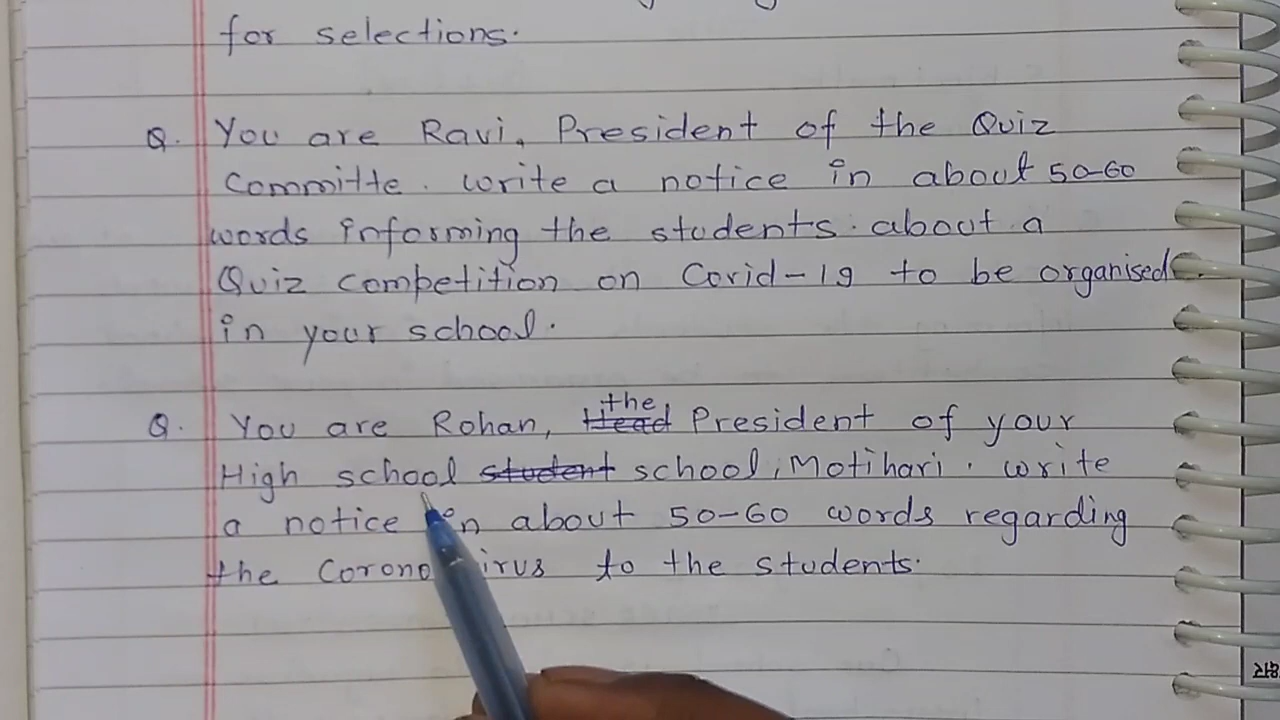 for selections.
Q. You are Ravi, President of the Quiz
Committe. write a notice in about 50-60
words informing the students. about a
Quiz competition on Covid-19 to be organised
in your school.
the
Q. You are Rohan, Head President of your
High school student school, Motihari. write
a notice in about 50-60 words regarding
the to the students.